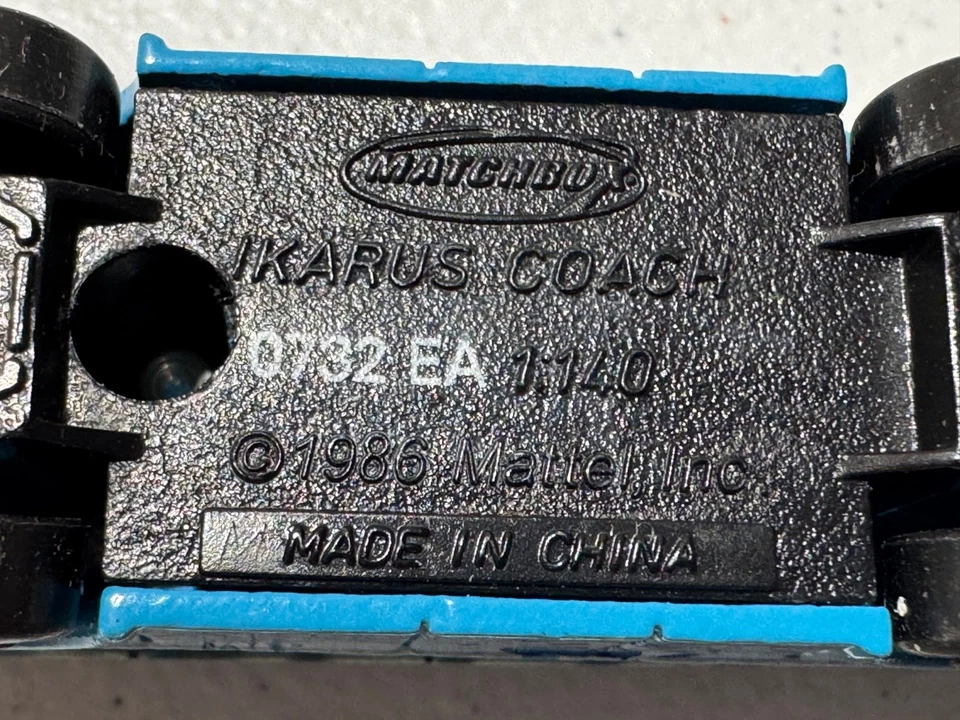 MATCHBOX
IKARUS COACH
0732 EA 1:140
©1986 Mattel, Inc
MADE IN CHINA